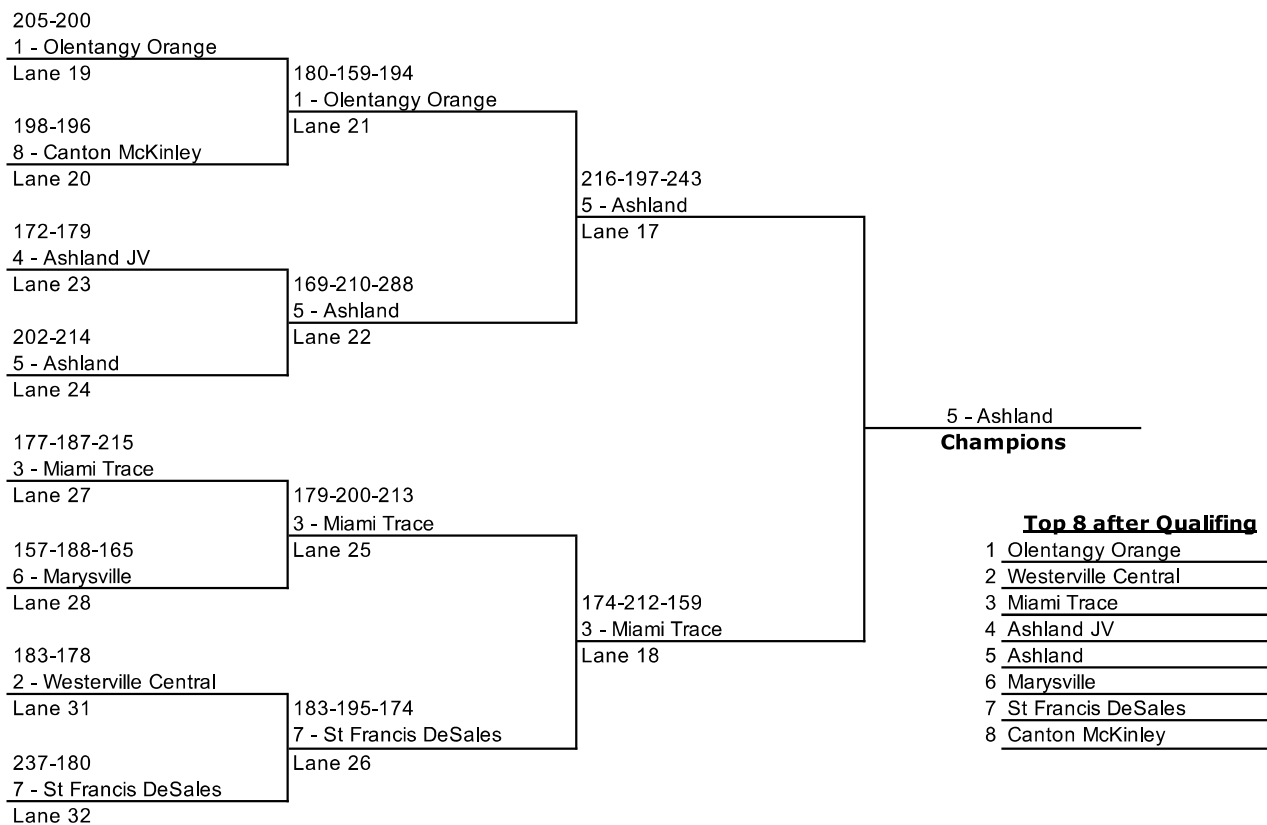 205-200
1 - Olentangy Orange
Lane 19
198-196
8 - Canton McKinley
Lane 20
172-179
4 - Ashland JV
Lane 23
202-214
5 - Ashland
Lane 24
177-187-215
3 - Miami Trace
Lane 27
157-188-165
6 - Marysville
Lane 28
183-178
2 - Westerville Central
Lane 31
237-180
7 - St Francis DeSales
Lane 32
180-159-194
1 - Olentangy Orange
Lane 21
169-210-288
5 - Ashland
Lane 22
179-200-213
3 - Miami Trace
Lane 25
183-195-174
7 - St Francis DeSales
Lane 26
216-197-243
5 - Ashland
Lane 17
174-212-159
3 - Miami Trace
Lane 18
5 - Ashland
Champions
Top 8 after Qualifing
1 Olentangy Orange
2 Westerville Central
3 Miami Trace
4 Ashland JV
5 Ashland
6 Marysville
7 St Francis DeSales
8 Canton McKinley